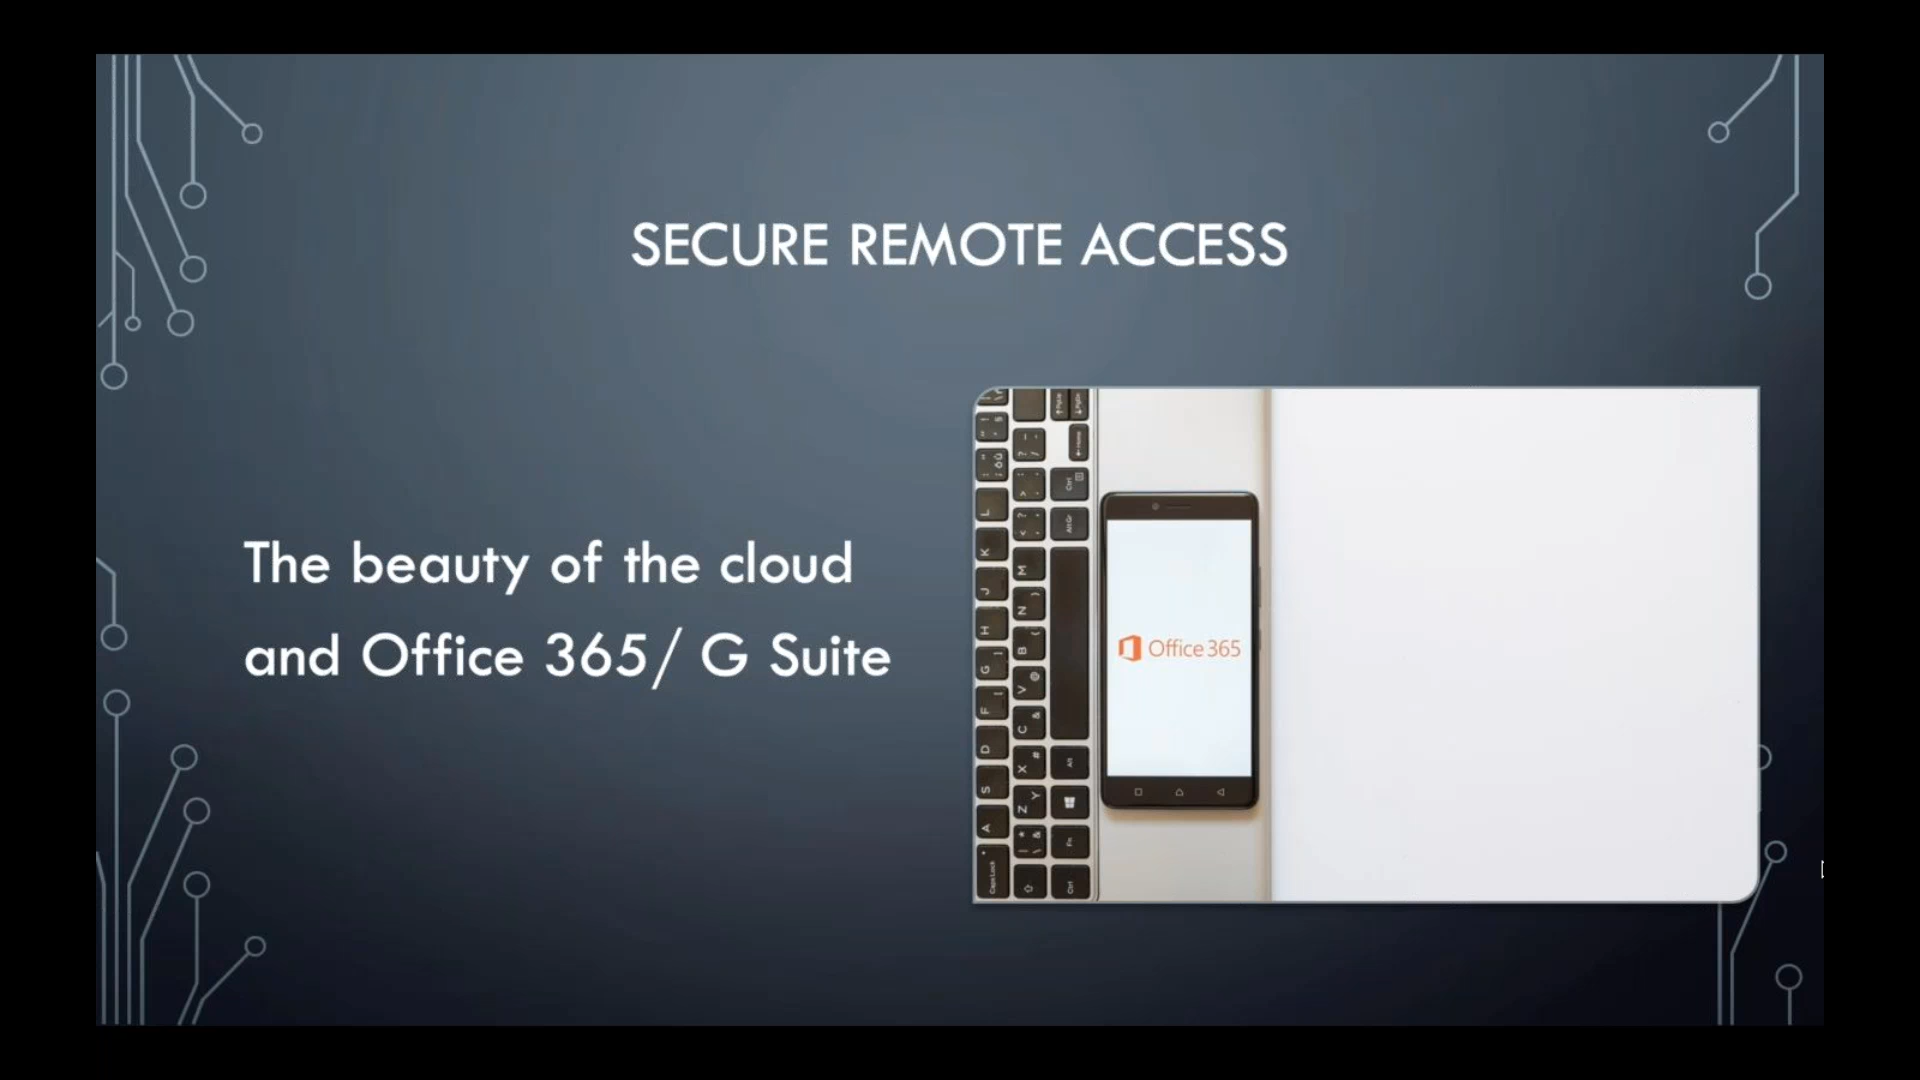 SECURE REMOTE ACCESS
The beauty of the cloud
and Office 365/ G Suite
Office 365